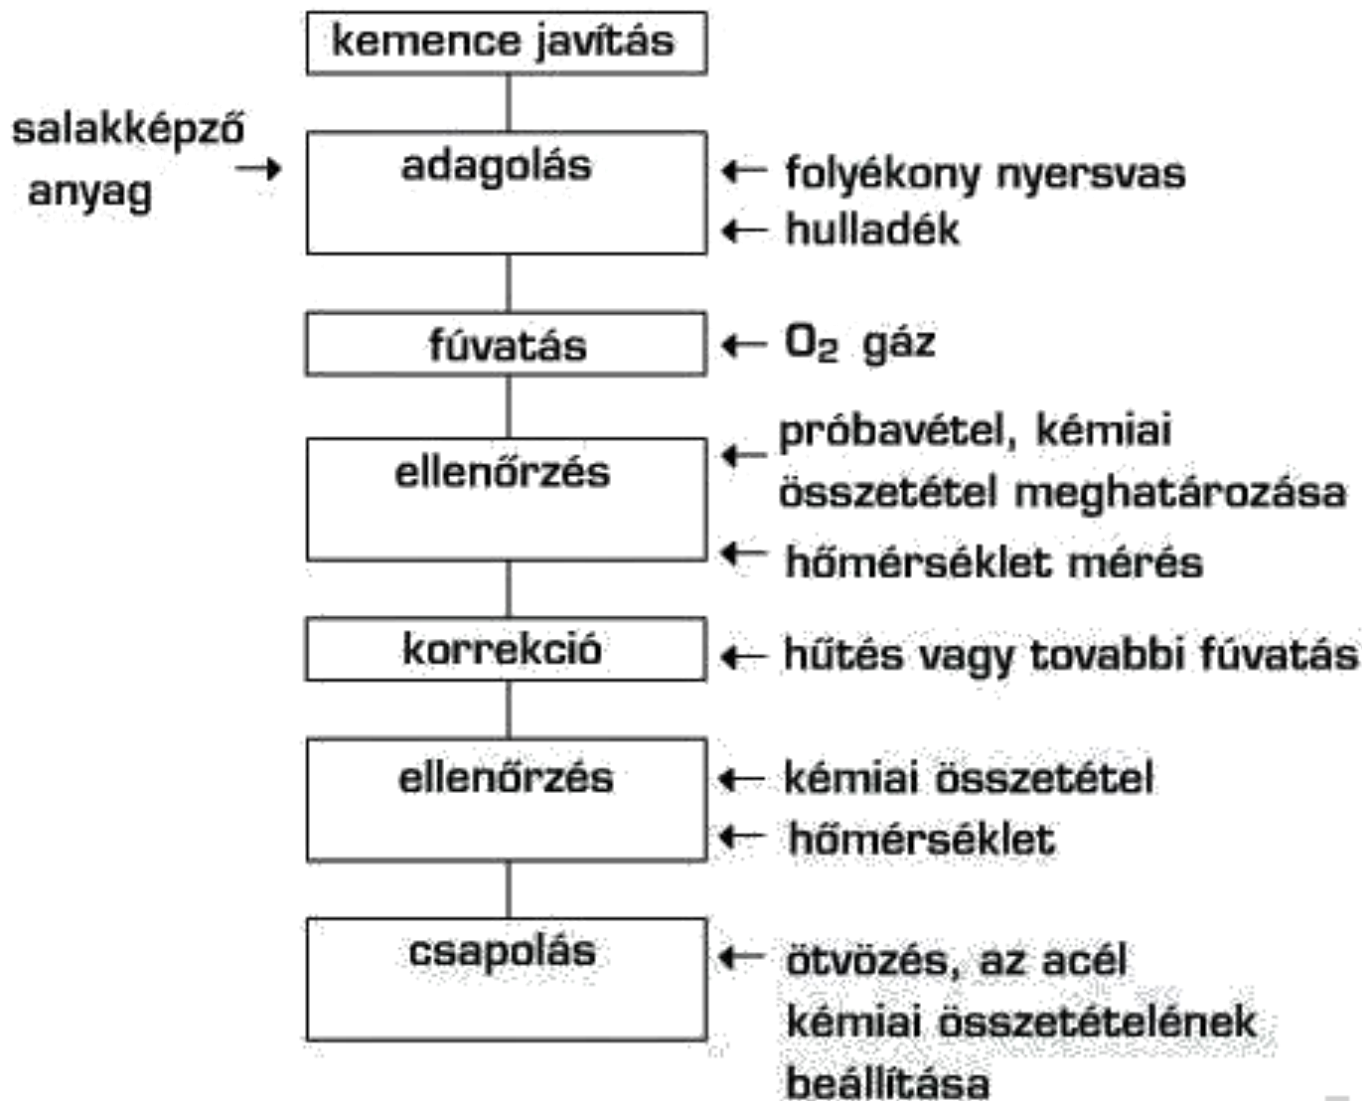 kemence javítás
salakképző
anyag
adagolás
folyékony nyersvas
hulladék
fúvatás
O₂ gáz
ellenőrzés
próbavétel, kémiai
összetétel meghatározása
hőmérséklet mérés
korrekció
hűtés vagy tovabbi fúvatás
ellenőrzés
kémiai összetétel
hőmérséklet
csapolás
ötvözés, az acél
kémiai összetételének
beállítása